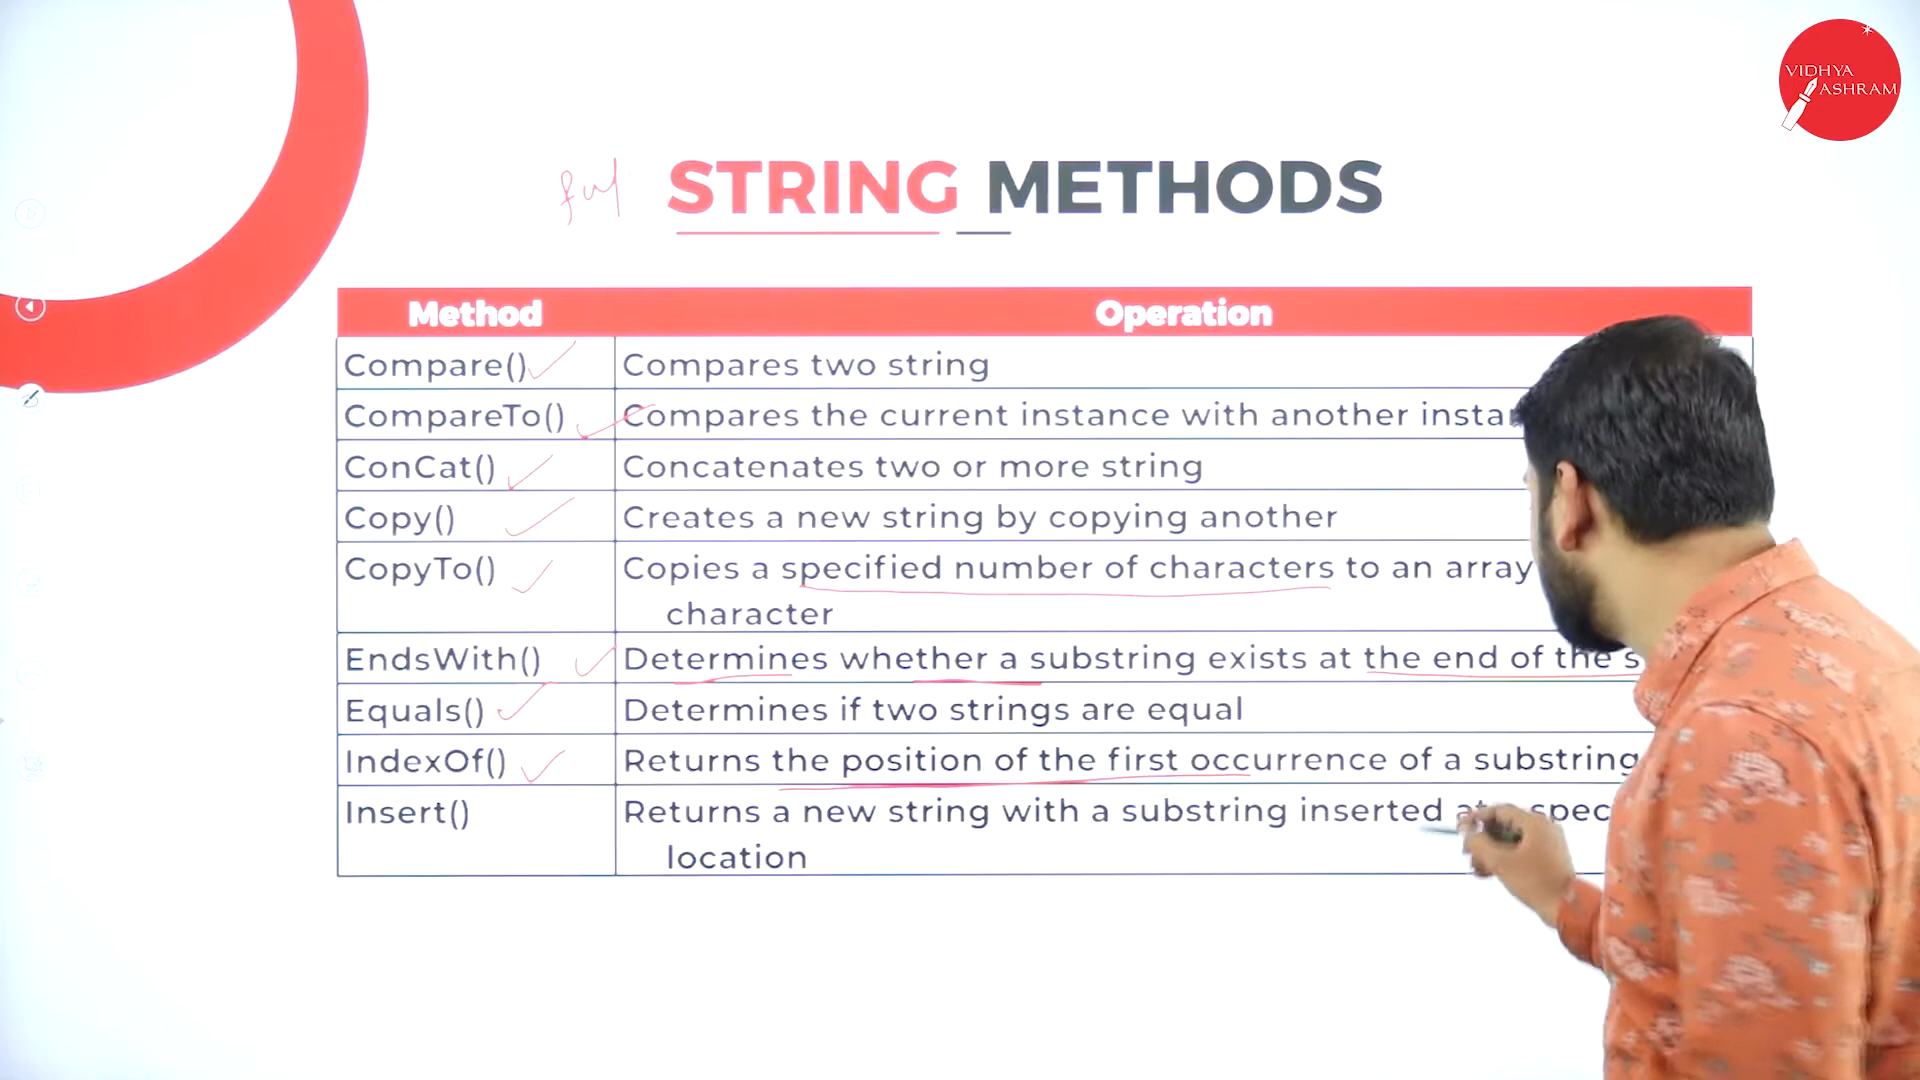 VIDHYA
ASHRAM
STRING METHODS
Method Operation
Compare() Compares two string
CompareTo() Compares the current instance with another instan
ConCat() Concatenates two or more string
Copy() Creates a new string by copying another
CopyTo() Copies a specified number of characters to an array
character
EndsWith() Determines whether a substring exists at the end of the s
Equals() Determines if two strings are equal
IndexOf() Returns the position of the first occurrence of a substring
Insert() Returns a new string with a substring inserted
location